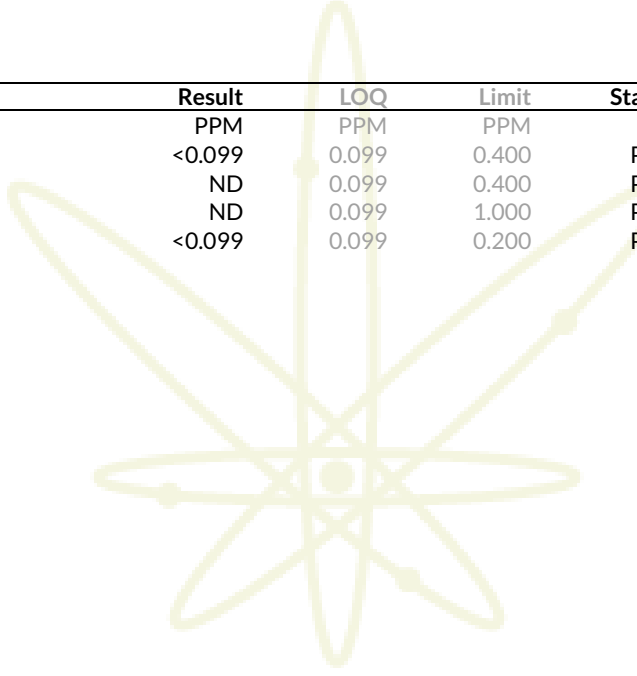 Result LOQ Limit Sta
PPM PPM PPM
<0.099 0.099 0.400 P
ND 0.099 0.400 P
ND 0.099 1.000 P
<0.099 0.099 0.200 P